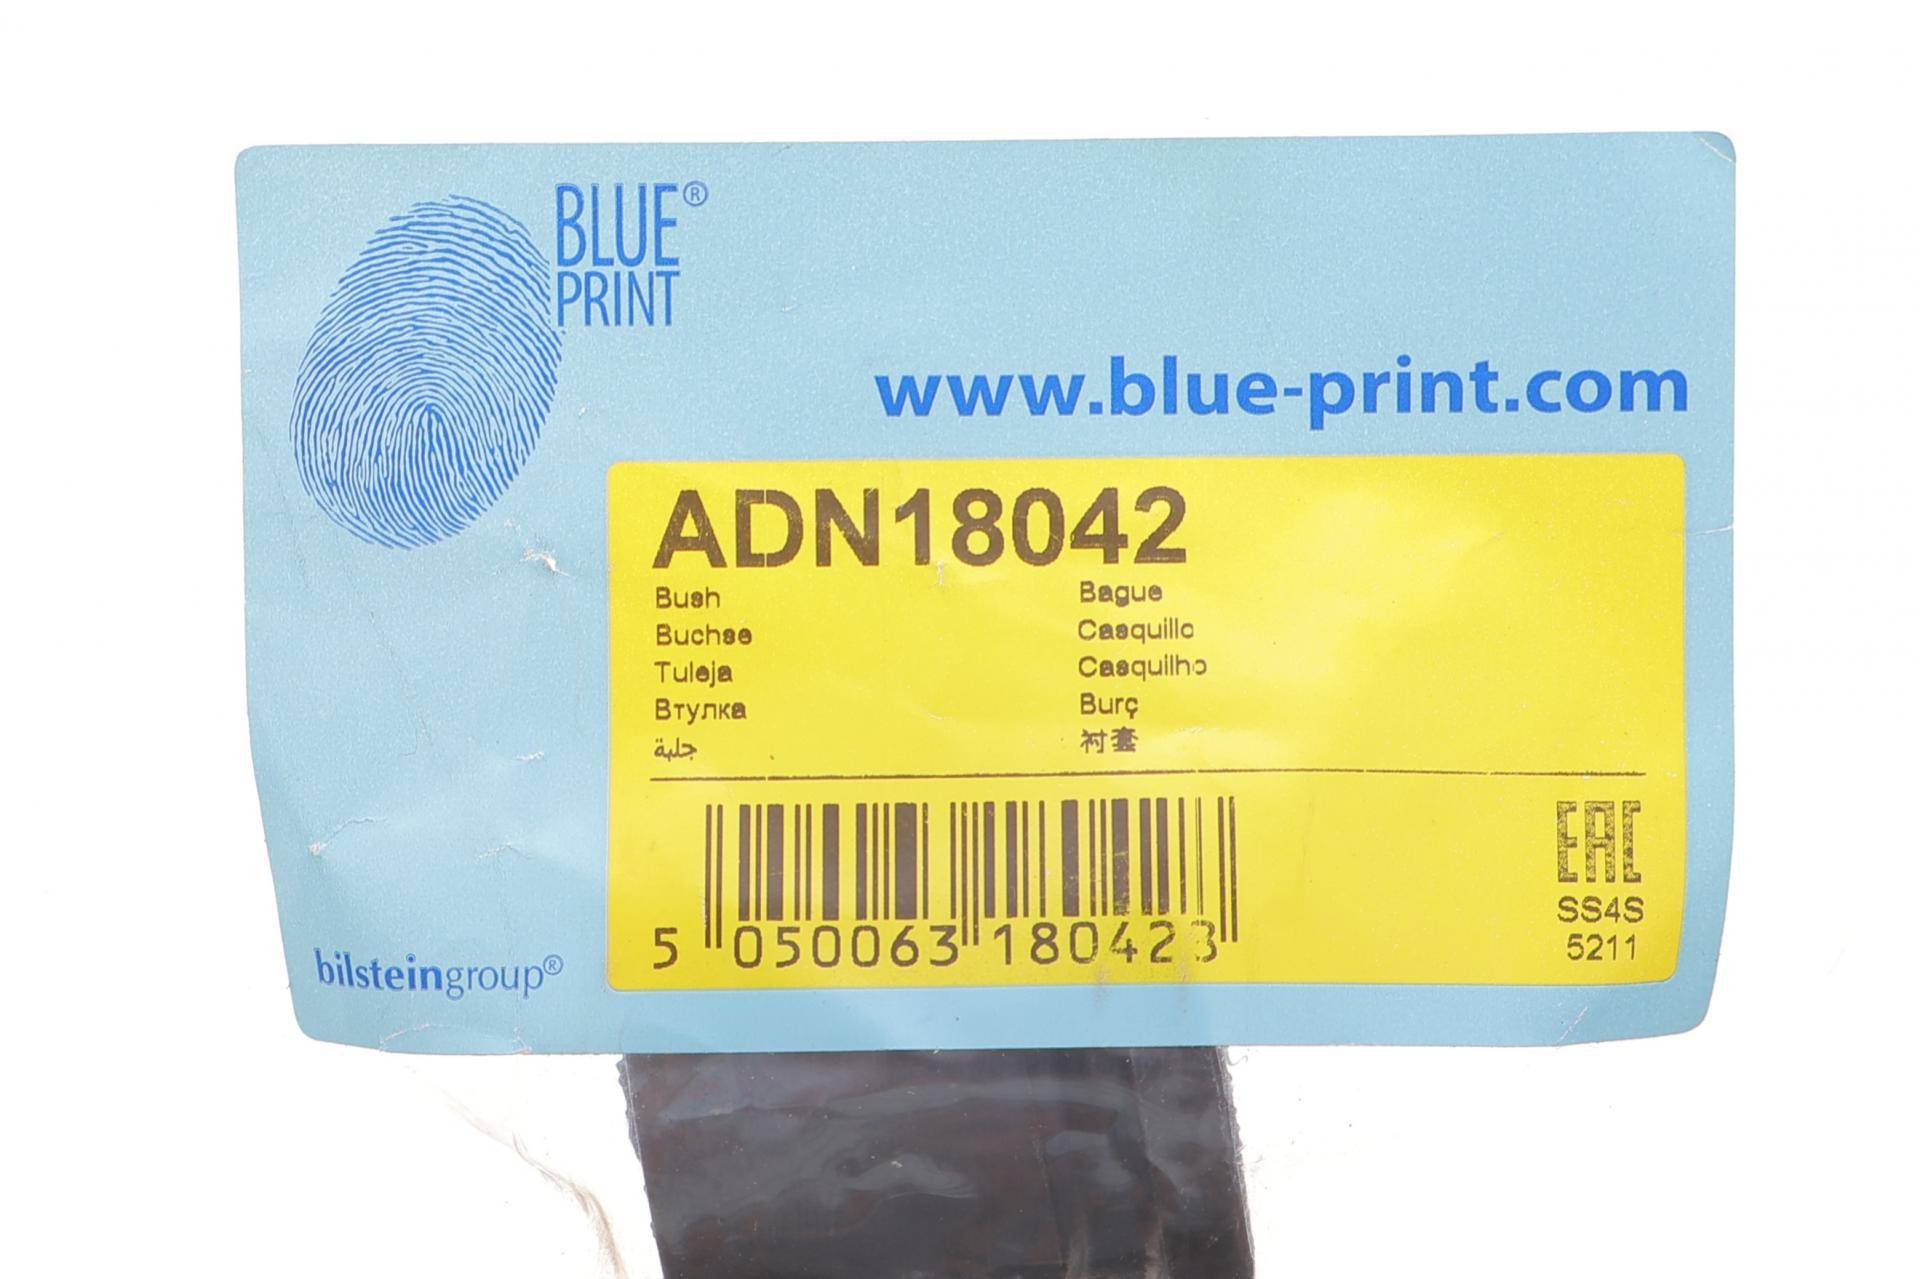 BLUE®
PRINT
www.blue-print.com
ADN18042
Bush
Buchse
Tuleja
Втулка
جلبة
Bague
Casquillo
Casquilho
Burç
衬套
5 050063 180423
EAC
SS4S
5211
bilsteingroup®